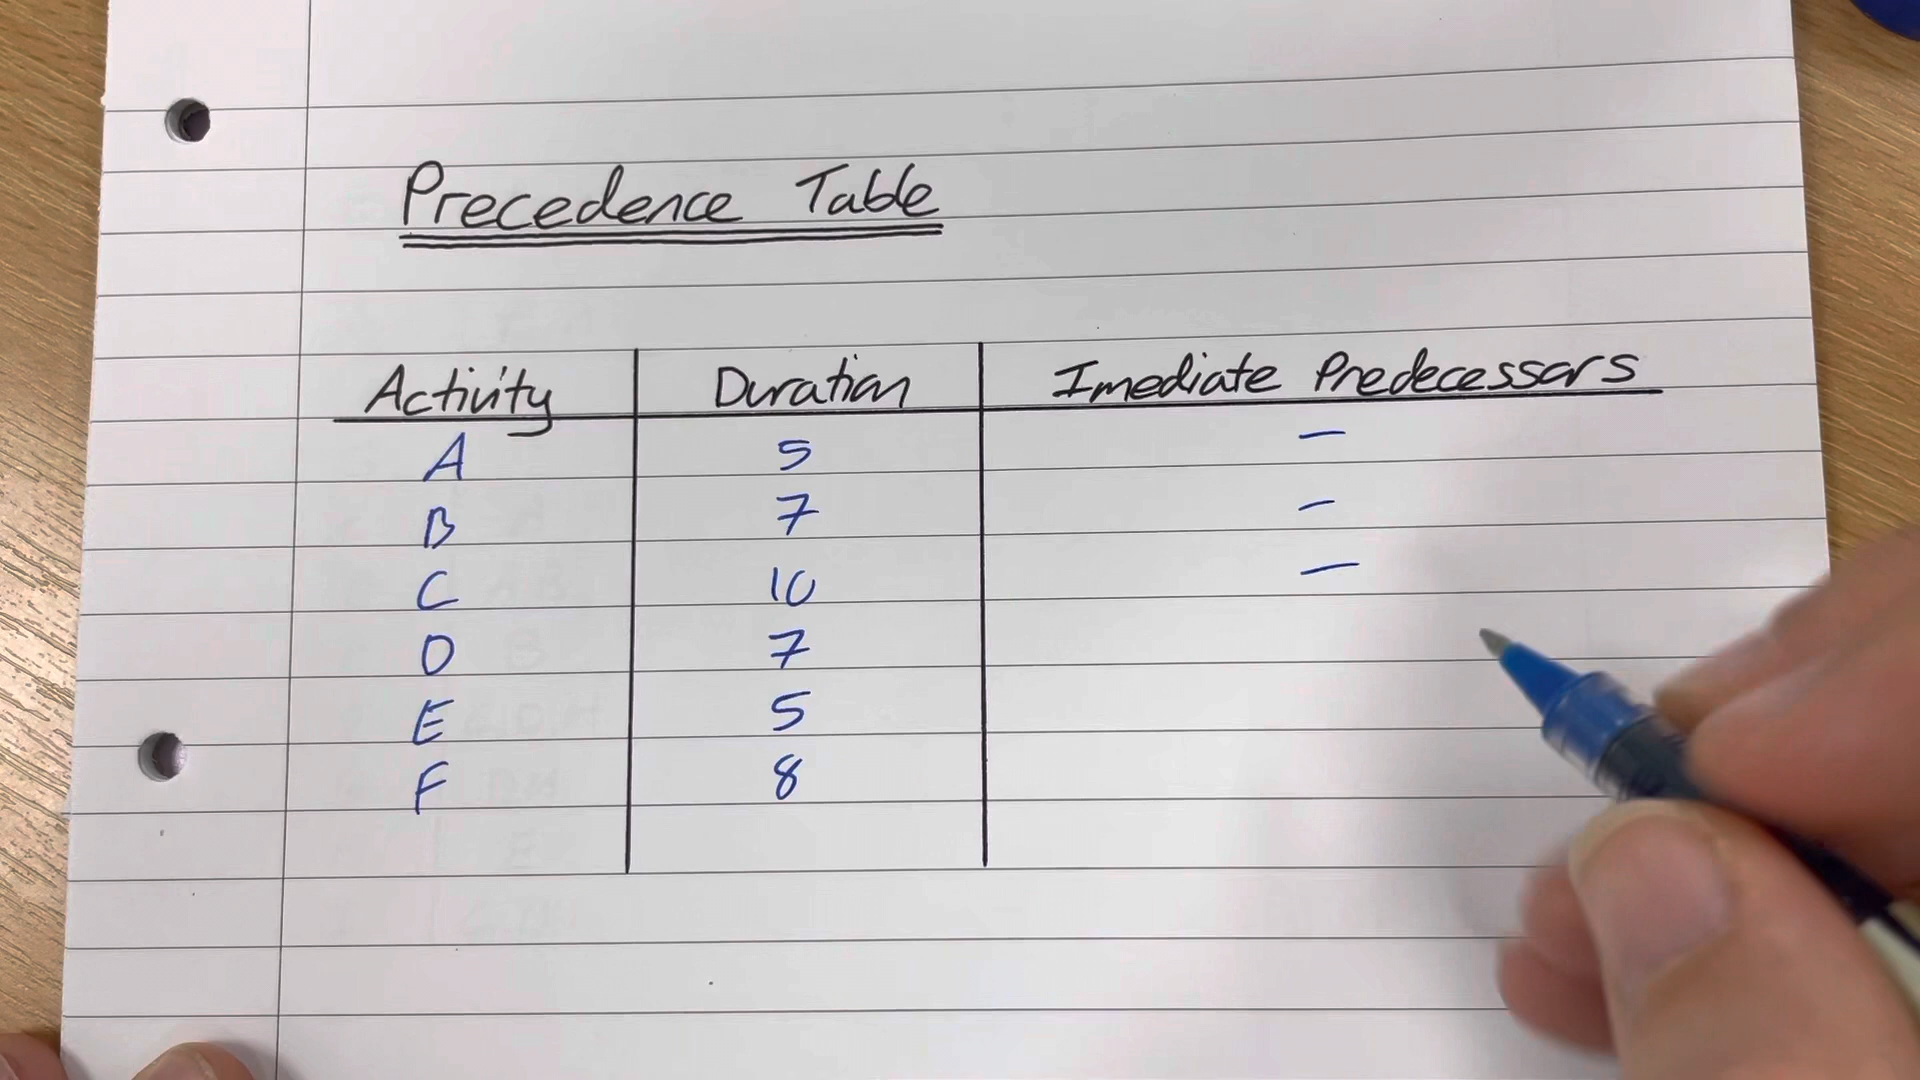 Precedence Table
Activity Duration Imediate Predecessors
A 5 –
B 7 –
C 10 –
D 7
E 5
F 8